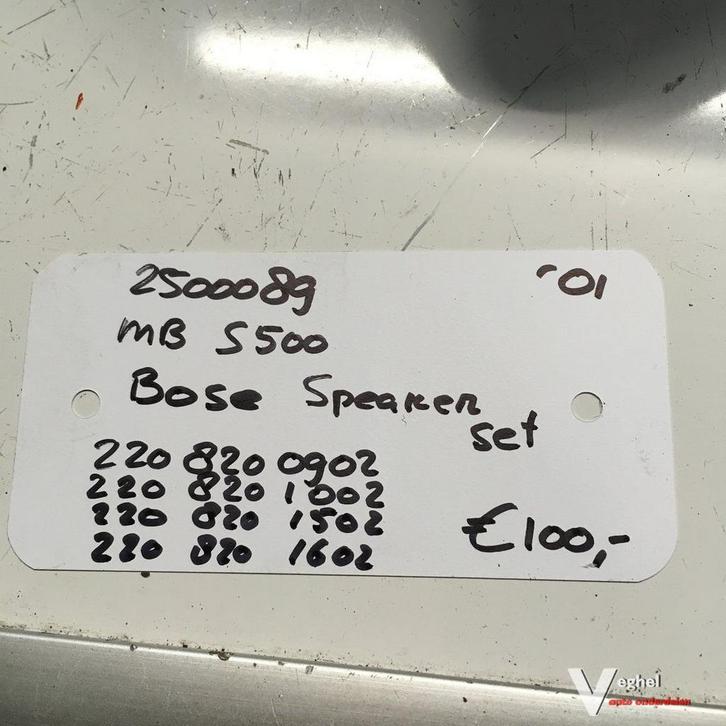 2500089 '01
MB S500
Bose Speaker
set
220 820 0902
220 820 1002
220 820 1502
220 820 1602
€100,-
Veghel
auto onderdelen